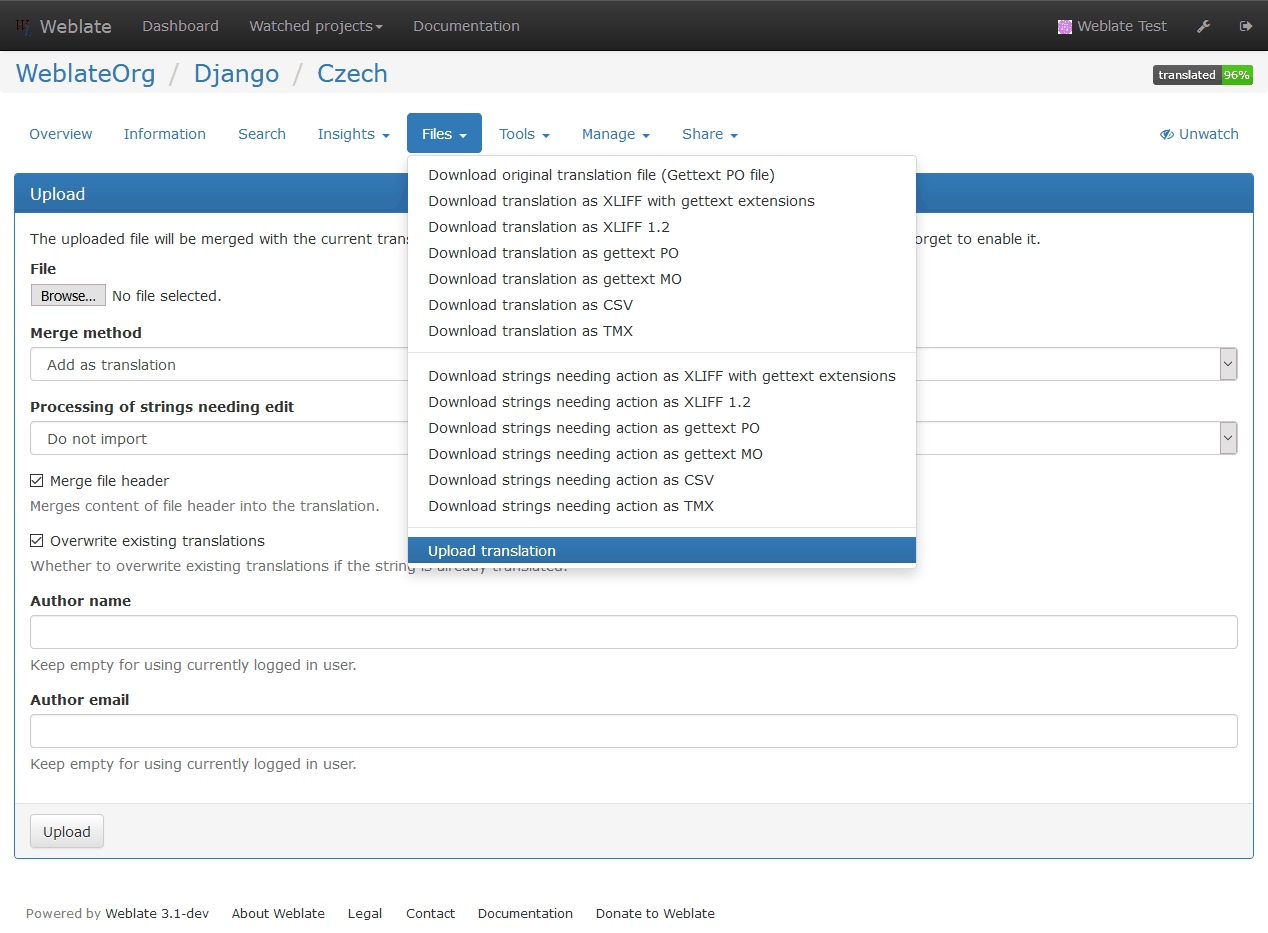 Weblate Dashboard Watched projects Documentation Weblate Test
WeblateOrg / Django / Czech translated 96%
Overview Information Search Insights Files Tools Manage Share Unwatch
Download original translation file (Gettext PO file)
Download translation as XLIFF with gettext extensions
Download translation as XLIFF 1.2
Download translation as gettext PO
Download translation as gettext MO
Download translation as CSV
Download translation as TMX
Download strings needing action as XLIFF with gettext extensions
Download strings needing action as XLIFF 1.2
Download strings needing action as gettext PO
Download strings needing action as gettext MO
Download strings needing action as CSV
Download strings needing action as TMX
Upload translation
Upload
The uploaded file will be merged with the current orget to enable it.
File
Browse... No file selected.
Merge method
Add as translation
Processing of strings needing edit
Do not import
Merge file header
Merges content of file header into the translation.
Overwrite existing translations
Whether to overwrite existing translations if the string is already translated.
Author name
Keep empty for using currently logged in user.
Author email
Keep empty for using currently logged in user.
Upload
Powered by Weblate 3.1-dev About Weblate Legal Contact Documentation Donate to Weblate